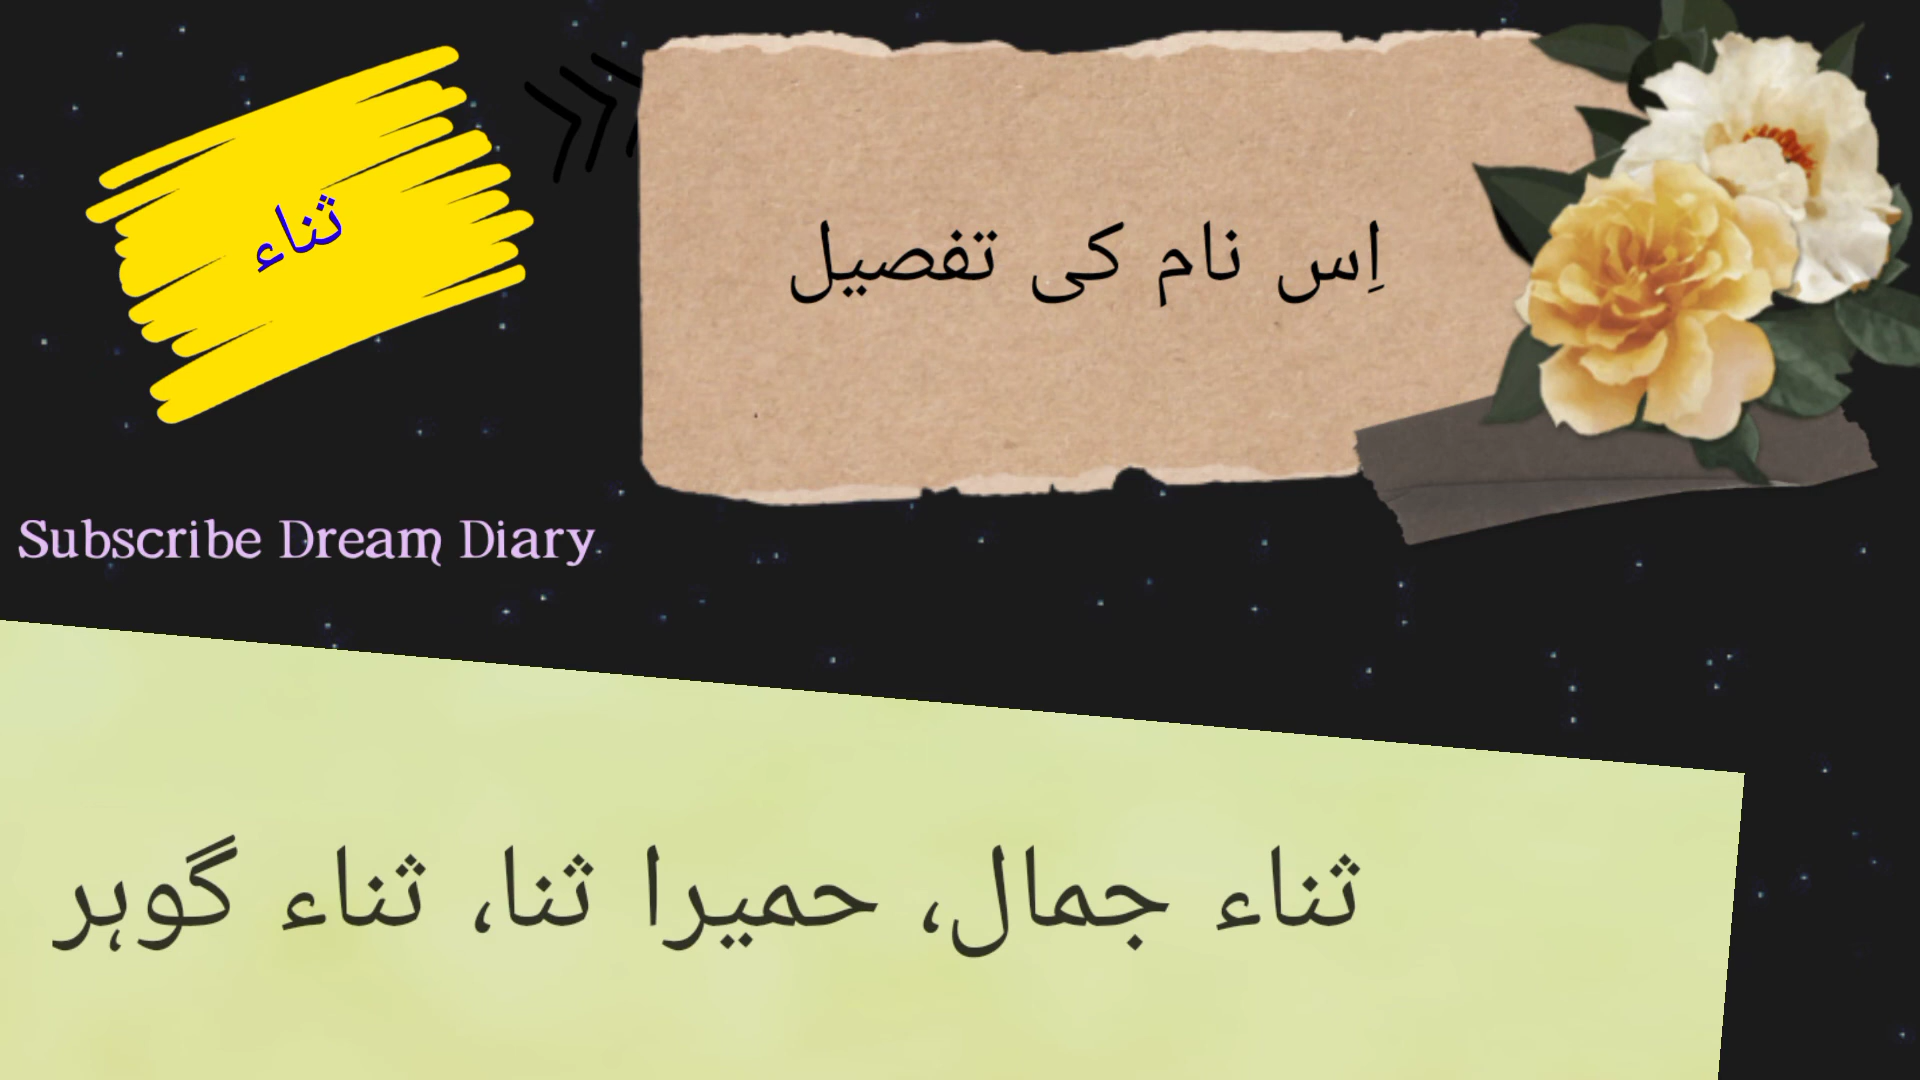 ثناء
اِس نام کی تفصیل
Subscribe Dream Diary
ثناء جمال، حمیرا ثنا، ثناء گوہر